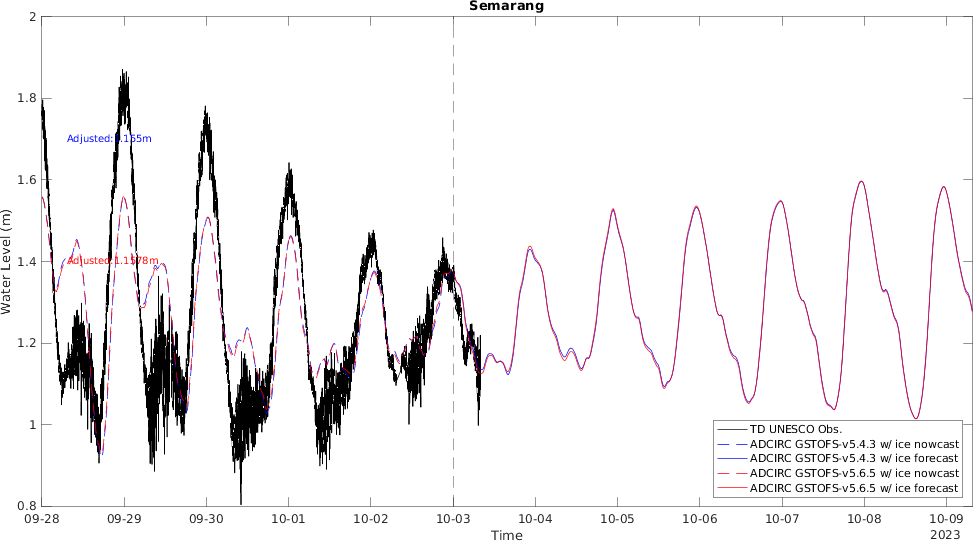 Semarang
Water Level (m)
2
1.8
1.6
1.4
1.2
1
0.8
Adjusted:
Adjusted:1.1578m
09-28 09-29 09-30 10-01 10-02 10-03 10-04 10-05 10-06 10-07 10-08 10-09
Time
2023
TD UNESCO Obs.
ADCIRC GSTOFS-v5.4.3 w/ ice nowcast
ADCIRC GSTOFS-v5.4.3 w/ ice forecast
ADCIRC GSTOFS-v5.6.5 w/ ice nowcast
ADCIRC GSTOFS-v5.6.5 w/ ice forecast